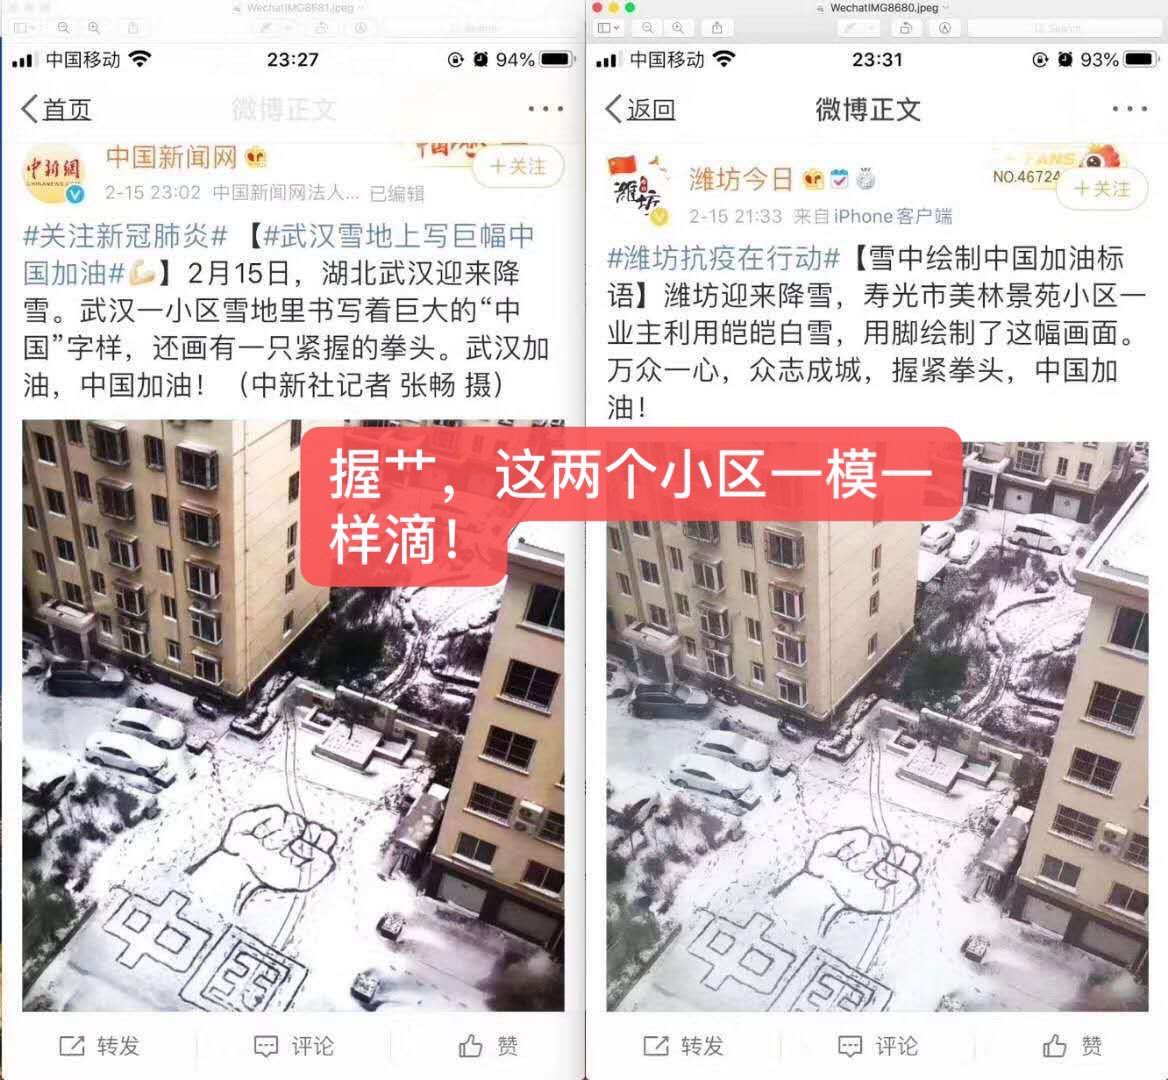 WechatIMG8681.jpeg
Search
中国移动
23:27
94%
首页
微博正文
中新網
CHINANEWS
中国新闻网
+关注
2-15 23:02 中国新闻网法人... 已编辑
#关注新冠肺炎# 【#武汉雪地上写巨幅中
国加油#💪】2月15日，湖北武汉迎来降
雪。武汉一小区雪地里书写着巨大的“中
国”字样，还画有一只紧握的拳头。武汉加
油，中国加油！（中新社记者 张畅 摄）
中国
转发
评论
赞
WechatIMG8680.jpeg
Search
中国移动
23:31
93%
返回
微博正文
潍坊
潍坊今日
FANS
NO.46724
+关注
2-15 21:33 来自 iPhone客户端
#潍坊抗疫在行动#【雪中绘制中国加油标
语】潍坊迎来降雪，寿光市美林景苑小区一
业主利用皑皑白雪，用脚绘制了这幅画面。
万众一心，众志成城，握紧拳头，中国加
油！
中国
转发
评论
赞
握艹，这两个小区一模一
样滴！